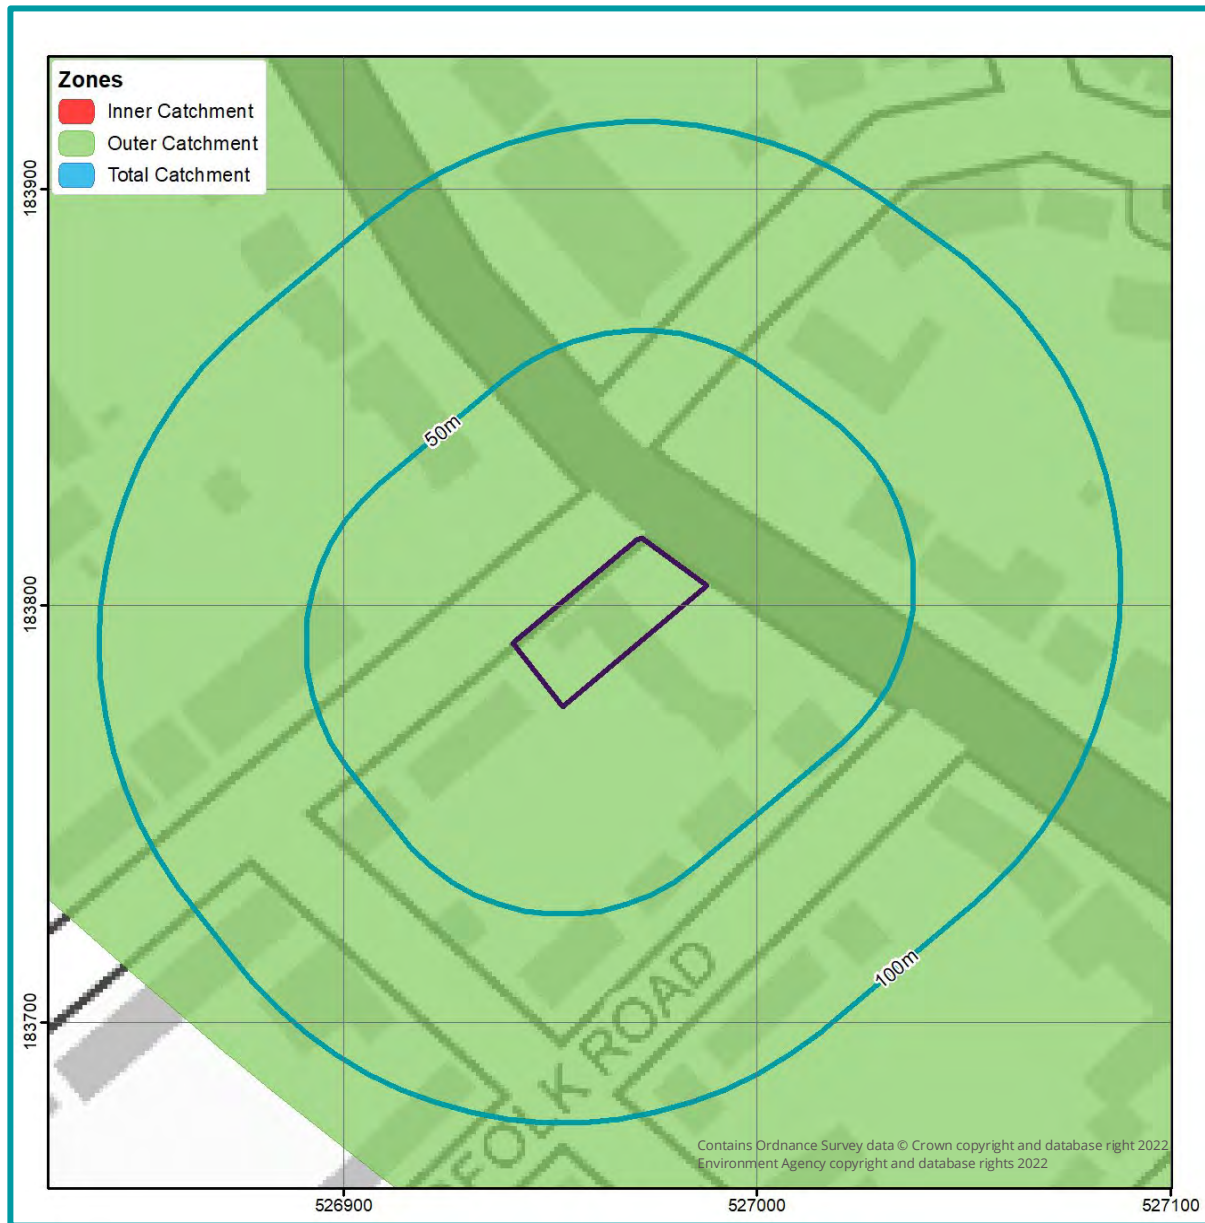 Zones
Inner Catchment
Outer Catchment
Total Catchment
183900
183800
183700
50m
100m
FOLK ROAD
Contains Ordnance Survey data © Crown copyright and database right 2022
Environment Agency copyright and database rights 2022
526900
527000
527100